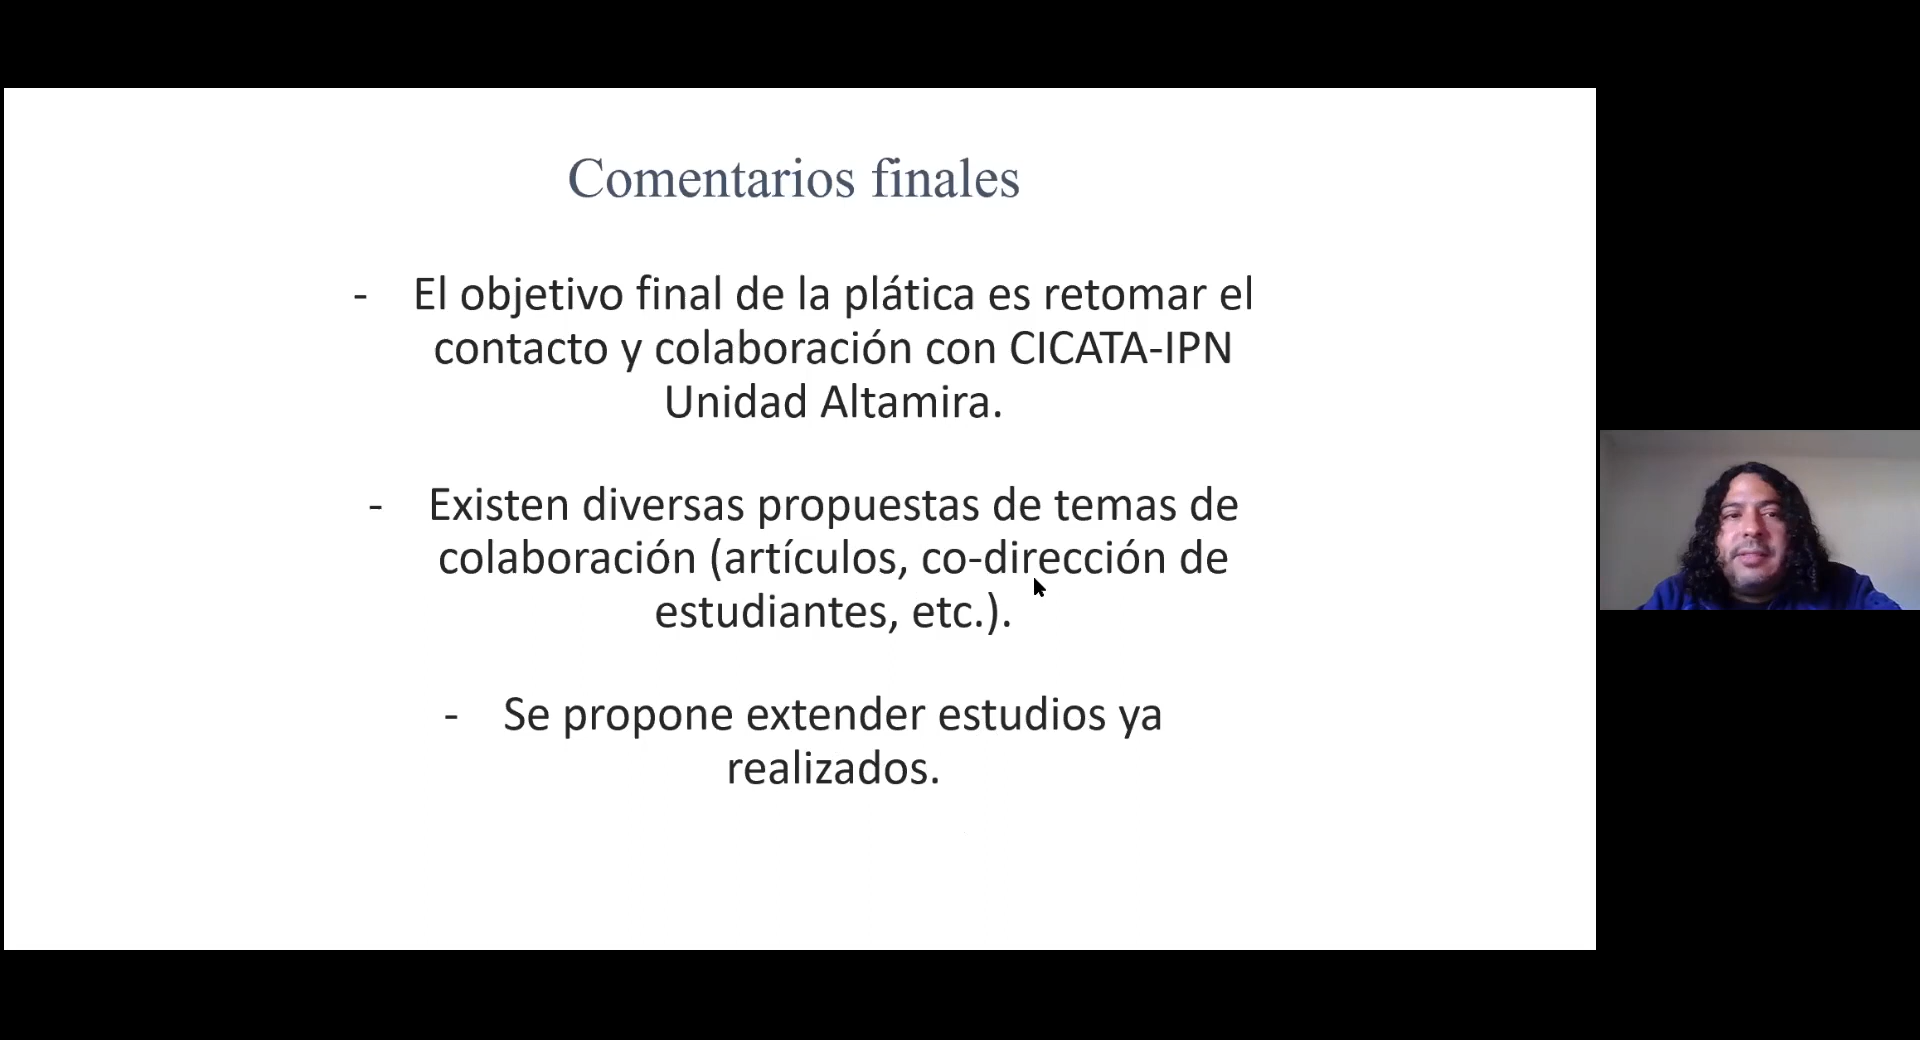 Comentarios finales
- El objetivo final de la plática es retomar el
contacto y colaboración con CICATA-IPN
Unidad Altamira.
- Existen diversas propuestas de temas de
colaboración (artículos, co-dirección de
estudiantes, etc.).
- Se propone extender estudios ya
realizados.